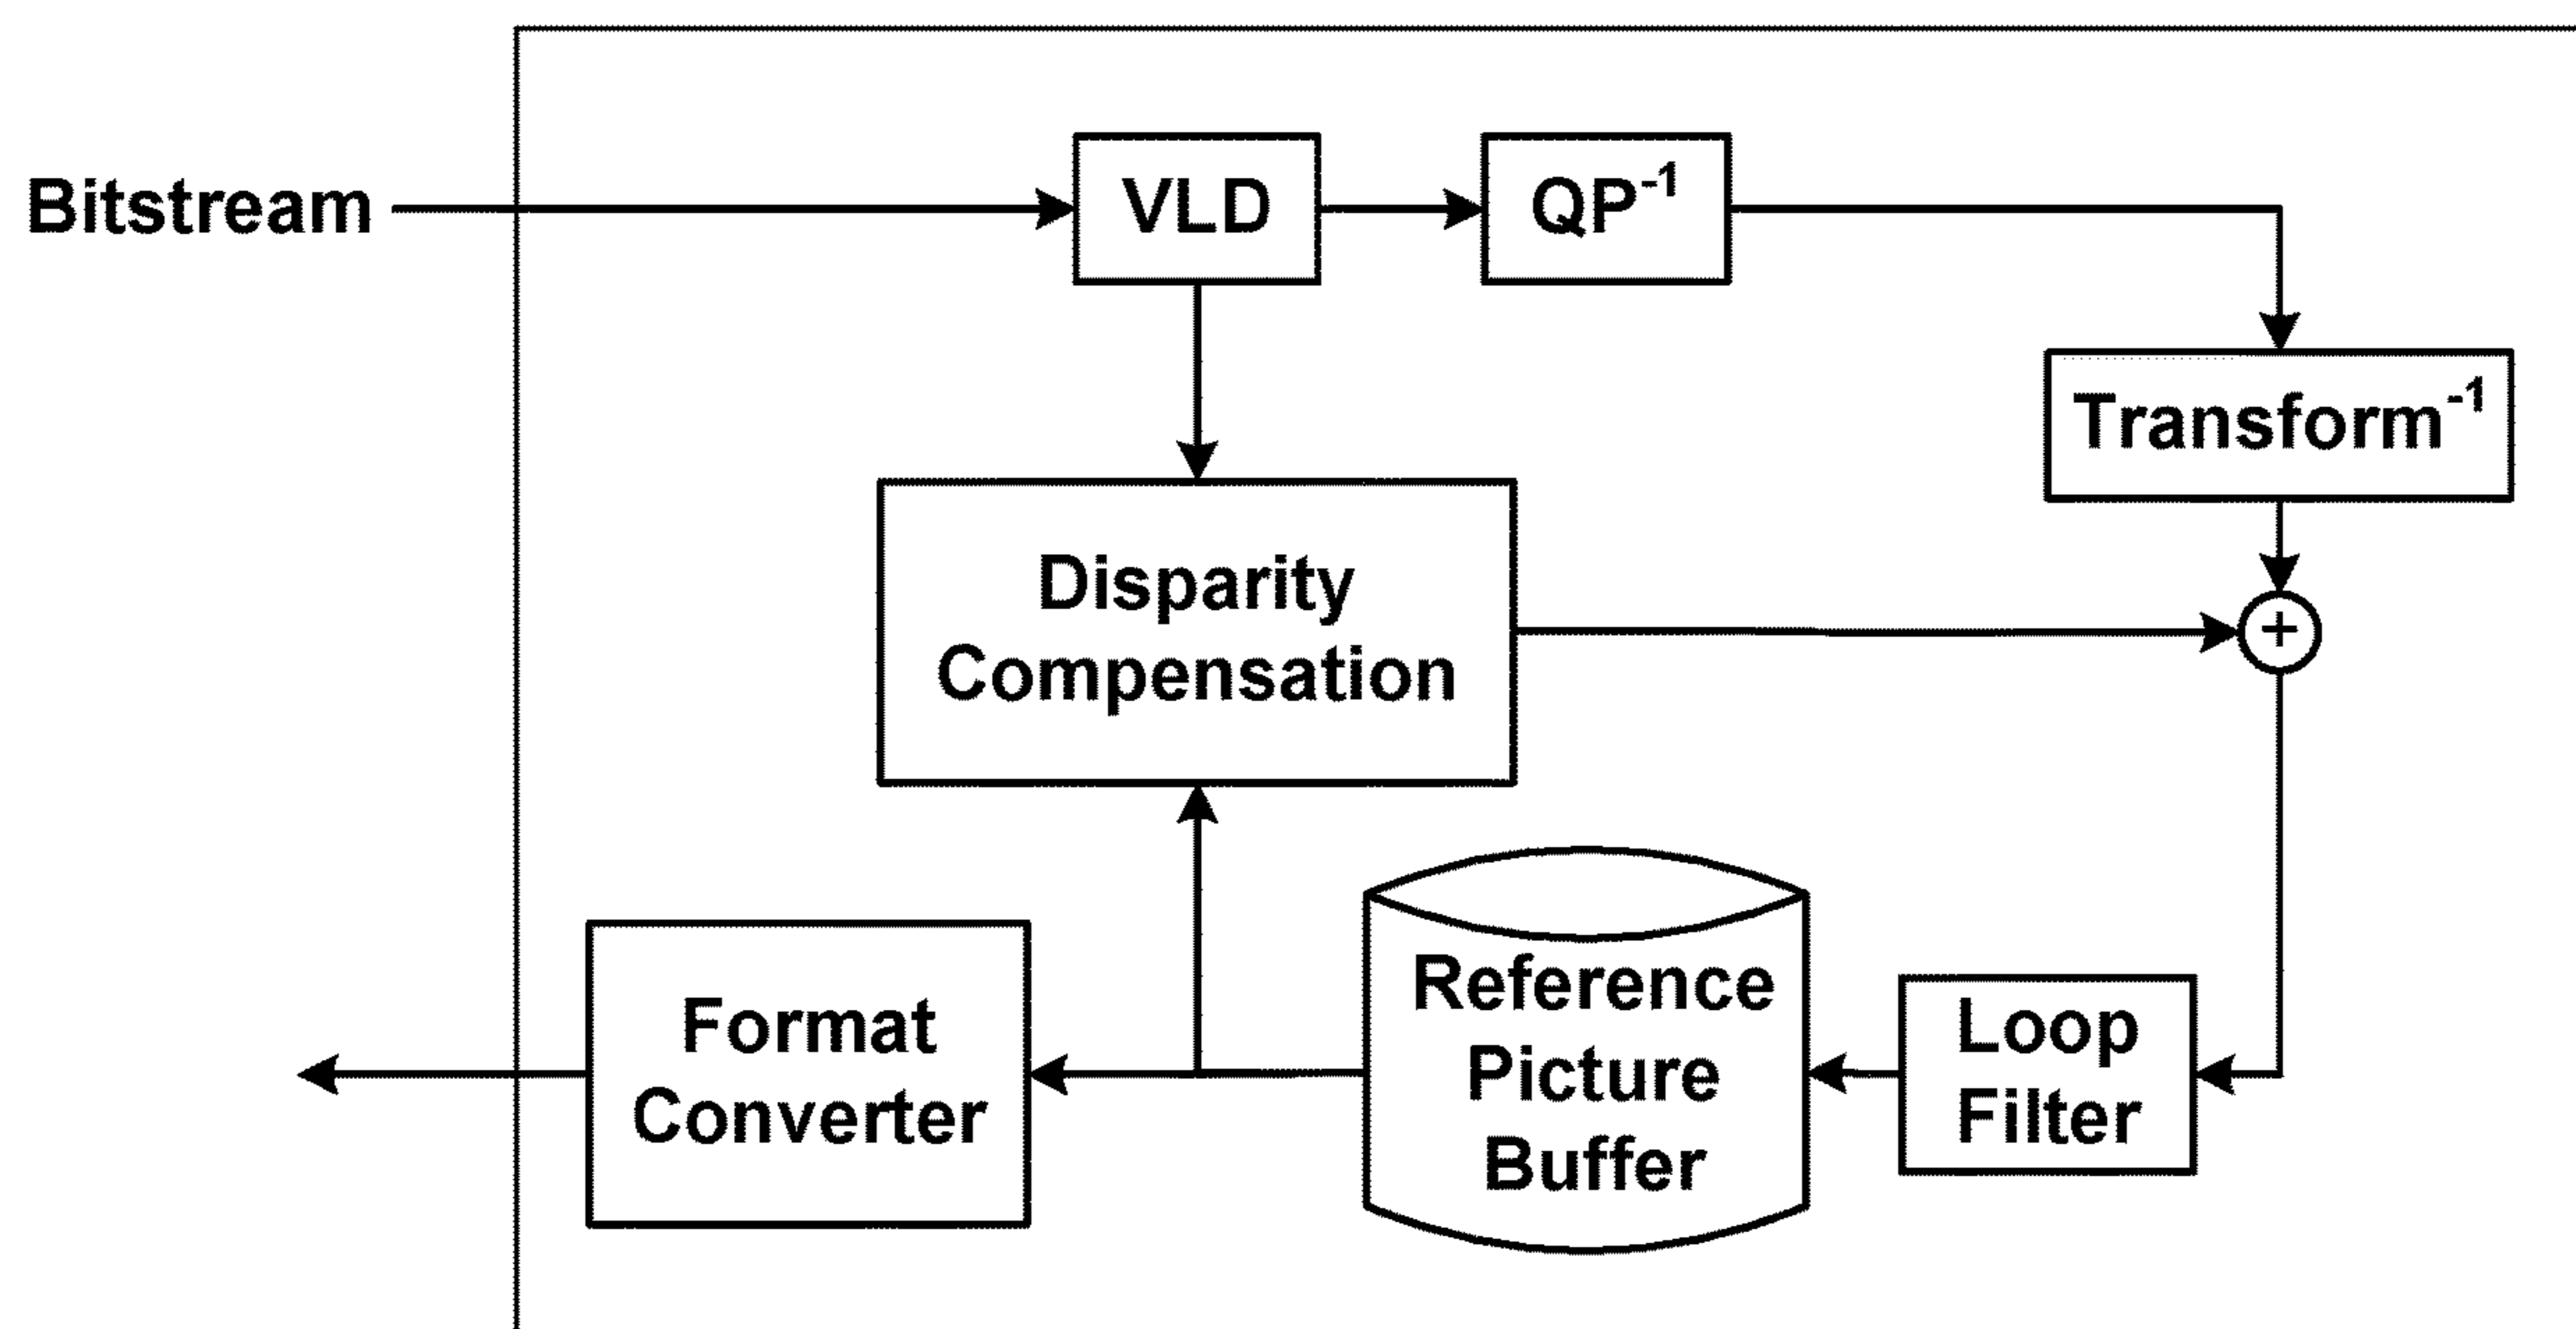 Bitstream
VLD
QP⁻¹
Transform⁻¹
Disparity
Compensation
+
Format
Converter
Reference
Picture
Buffer
Loop
Filter